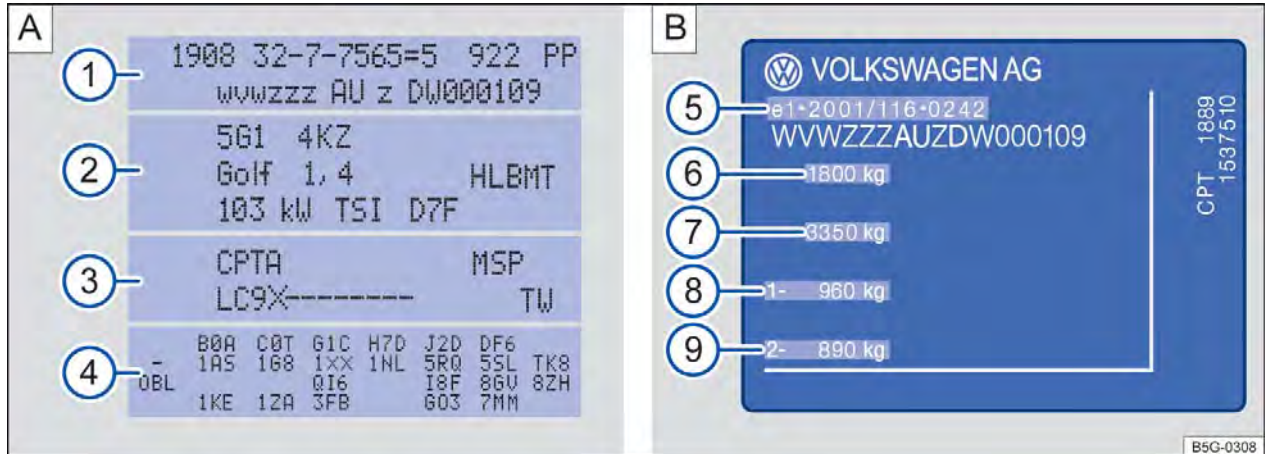 A
1
1908 32-7-7565=5 922 PP
wvwzzz AU z DW000109
2
5G1 4KZ
Golf 1,4 HLBMT
103 kW TSI D7F
3
CPTA MSP
LC9X-------- TW
4
B0A C0T G1C H7D J2D DF6
- 1AS 1G8 1XX 1NL 5RQ 5SL TK8
0BL QI6 I8F 8GV 8ZH
1KE 1ZA 3FB G03 7MM
B
VOLKSWAGEN AG
5
e1*2001/116*0242
WVWZZZAUZDW000109
6
1800 kg
7
3350 kg
8
1- 960 kg
9
2- 890 kg
CPT 1889
1537510
B5G-0308